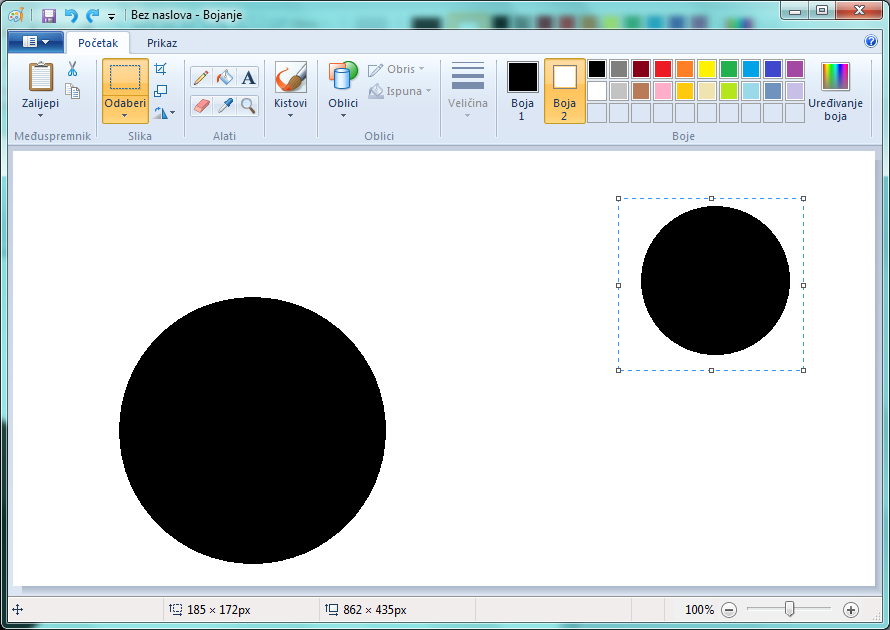 Bez naslova - Bojanje
Početak Prikaz
Zalijepi
Međuspremnik
Odaberi
Slika
A
Alati
Kistovi
Oblici
Obris
Ispuna
Oblici
Veličina
Boja
1
Boja
2
Boje
Uređivanje
boja
185 × 172px
862 × 435px
100%